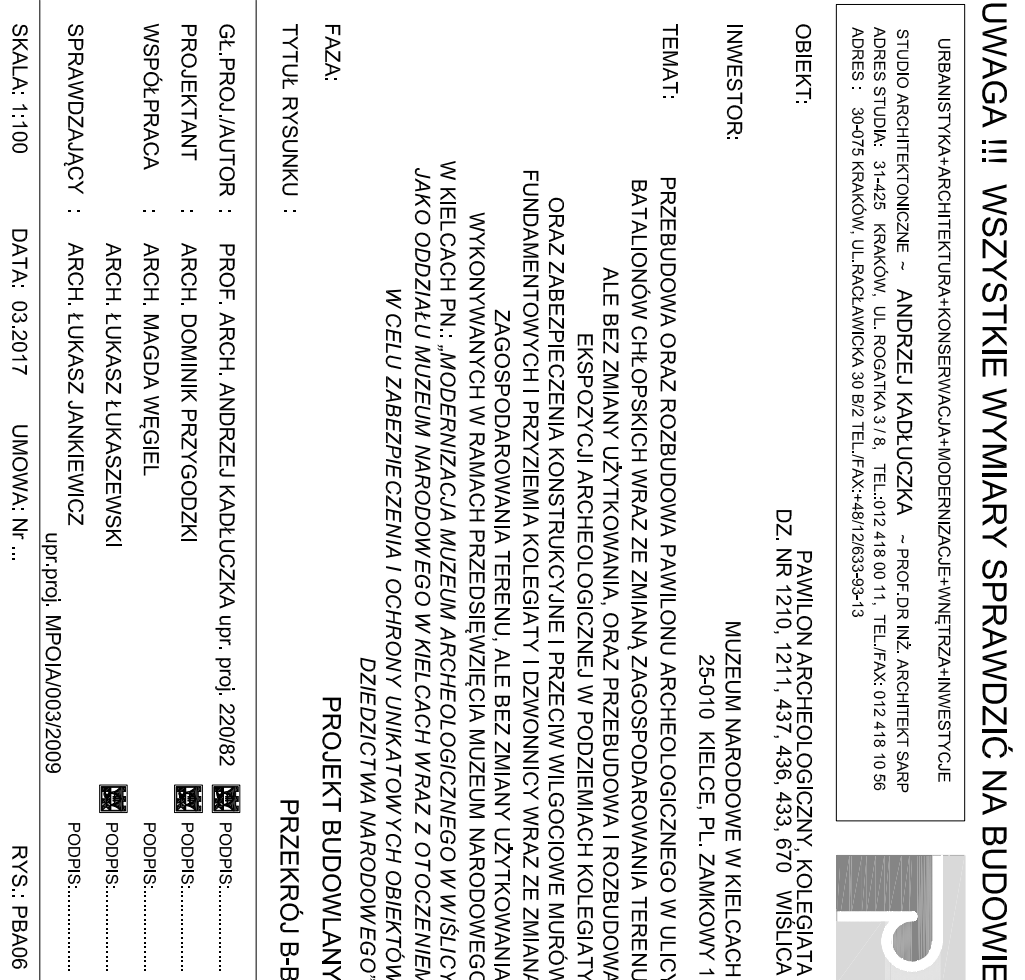 UWAGA !!! WSZYSTKIE WYMIARY SPRAWDZIĆ NA BUDOWIE
URBANISTYKA+ARCHITEKTURA+KONSERWACJA+MODERNIZACJE+WNĘTRZA+INWESTYCJE
STUDIO ARCHITEKTONICZNE ~ ANDRZEJ KADŁUCZKA ~ PROF.DR INŻ. ARCHITEKT SARP
ADRES STUDIA: 31-425 KRAKÓW, UL. ROGATKA 3 / 8, TEL.:012 418 00 11, TEL./FAX: 012 418 10 56
ADRES : 30-075 KRAKÓW, UL.RACŁAWICKA 30 B/2 TEL./FAX:+48/12/633-93-13
OBIEKT: PAWILON ARCHEOLOGICZNY, KOLEGIATA
DZ. NR 1210, 1211, 437, 436, 433, 670 WIŚLICA
INWESTOR: MUZEUM NARODOWE W KIELCACH
25-010 KIELCE, PL. ZAMKOWY 1
TEMAT: PRZEBUDOWA ORAZ ROZBUDOWA PAWILONU ARCHEOLOGICZNEGO W ULICY
BATALIONÓW CHŁOPSKICH WRAZ ZE ZMIANĄ ZAGOSPODAROWANIA TERENU
ALE BEZ ZMIANY UŻYTKOWANIA, ORAZ PRZEBUDOWA I ROZBUDOWA
EKSPOZYCJI ARCHEOLOGICZNEJ W PODZIEMIACH KOLEGIATY
ORAZ ZABEZPIECZENIA KONSTRUKCYJNE I PRZECIW WILGOCIOWE MURÓW
FUNDAMENTOWYCH I PRZYZIEMIA KOLEGIATY I DZWONNICY WRAZ ZE ZMIANĄ
ZAGOSPODAROWANIA TERENU, ALE BEZ ZMIANY UŻYTKOWANIA
WYKONYWANYCH W RAMACH PRZEDSIĘWZIĘCIA MUZEUM NARODOWEGO
W KIELCACH PN.: „MODERNIZACJA MUZEUM ARCHEOLOGICZNEGO W WIŚLICY
JAKO ODDZIAŁU MUZEUM NARODOWEGO W KIELCACH WRAZ Z OTOCZENIEM
W CELU ZABEZPIECZENIA I OCHRONY UNIKATOWYCH OBIEKTÓW
DZIEDZICTWA NARODOWEGO”
FAZA: PROJEKT BUDOWLANY
TYTUŁ RYSUNKU : PRZEKRÓJ B-B
GŁ.PROJ./AUTOR : PROF. ARCH. ANDRZEJ KADŁUCZKA upr. proj. 220/82 PODPIS:................
PROJEKTANT : ARCH. DOMINIK PRZYGODZKI PODPIS:................
WSPÓŁPRACA : ARCH. MAGDA WĘGIEL PODPIS:................
ARCH. ŁUKASZ ŁUKASZEWSKI PODPIS:................
SPRAWDZAJĄCY : ARCH. ŁUKASZ JANKIEWICZ PODPIS:................
upr.proj. MPOIA/003/2009
SKALA: 1:100 DATA: 03.2017 UMOWA: Nr ... RYS.: PBA06